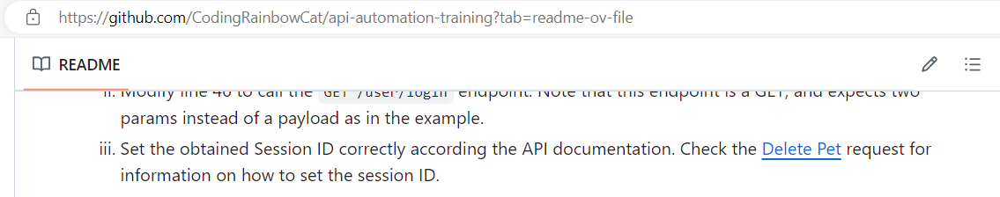 https://github.com/CodingRainbowCat/api-automation-training?tab=readme-ov-file
README
ii. Modify line 46 to call the GET /user/login endpoint. Note that this endpoint is a GET, and expects two
params instead of a payload as in the example.
iii. Set the obtained Session ID correctly according the API documentation. Check the Delete Pet request for
information on how to set the session ID.